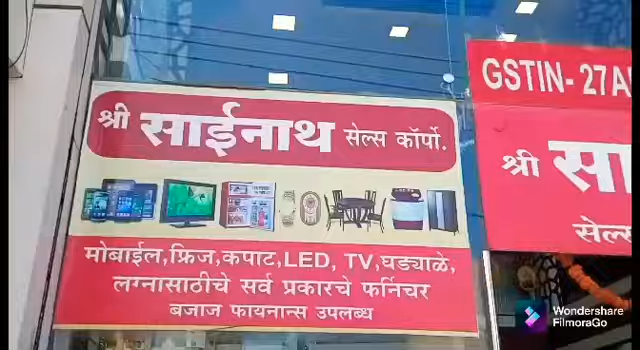 श्री साईनाथ सेल्स कॉर्पो.
मोबाईल,फ्रिज,कपाट,LED, TV,घड्याळे,
लग्नासाठीचे सर्व प्रकारचे फर्निचर
बजाज फायनान्स उपलब्ध
GSTIN- 27A
श्री सा
सेल्स
Wondershare
FilmoraGo